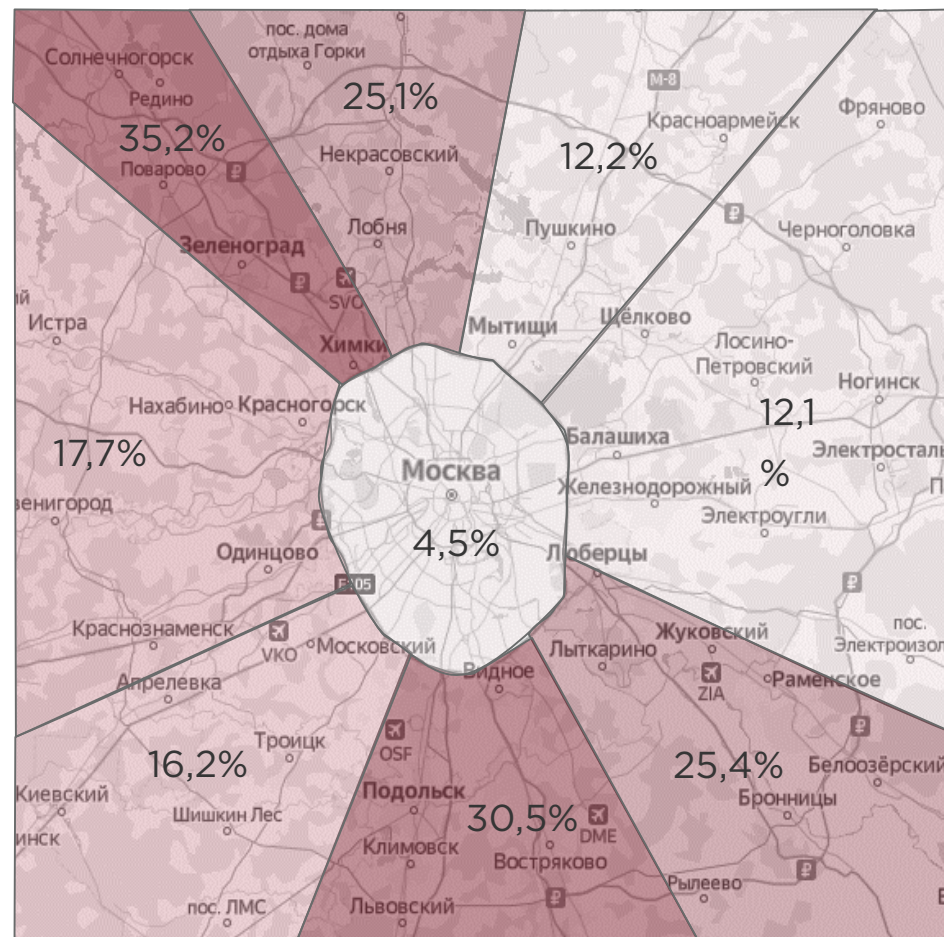 пос. дома
отдыха Горки
Солнечногорск
Редино
35,2%
Поварово
25,1%
Некрасовский
Лобня
Зеленоград
SVO
Химки
M-8
Красноармейск
12,2%
Пушкино
Мытищи
Фряново
Черноголовка
Щёлково
Лосино-
Петровский
Ногинск
12,1
%
Балашиха
Электросталь
Железнодорожный
Электроугли
Люберцы
Истра
Нахабино
Красногорск
17,7%
Одинцово
Москва
4,5%
Краснознаменск
VKO
Московский
Апрелевка
16,2%
Троицк
Киевский
Шишкин Лес
пос. ЛМС
OSF
Видное
Подольск
30,5%
DME
Климовск
Востряково
Львовский
Лыткарино
Жуковский
ZIA
Раменское
25,4%
Белоозёрский
Бронницы
Рылеево
пос.
Электроизол